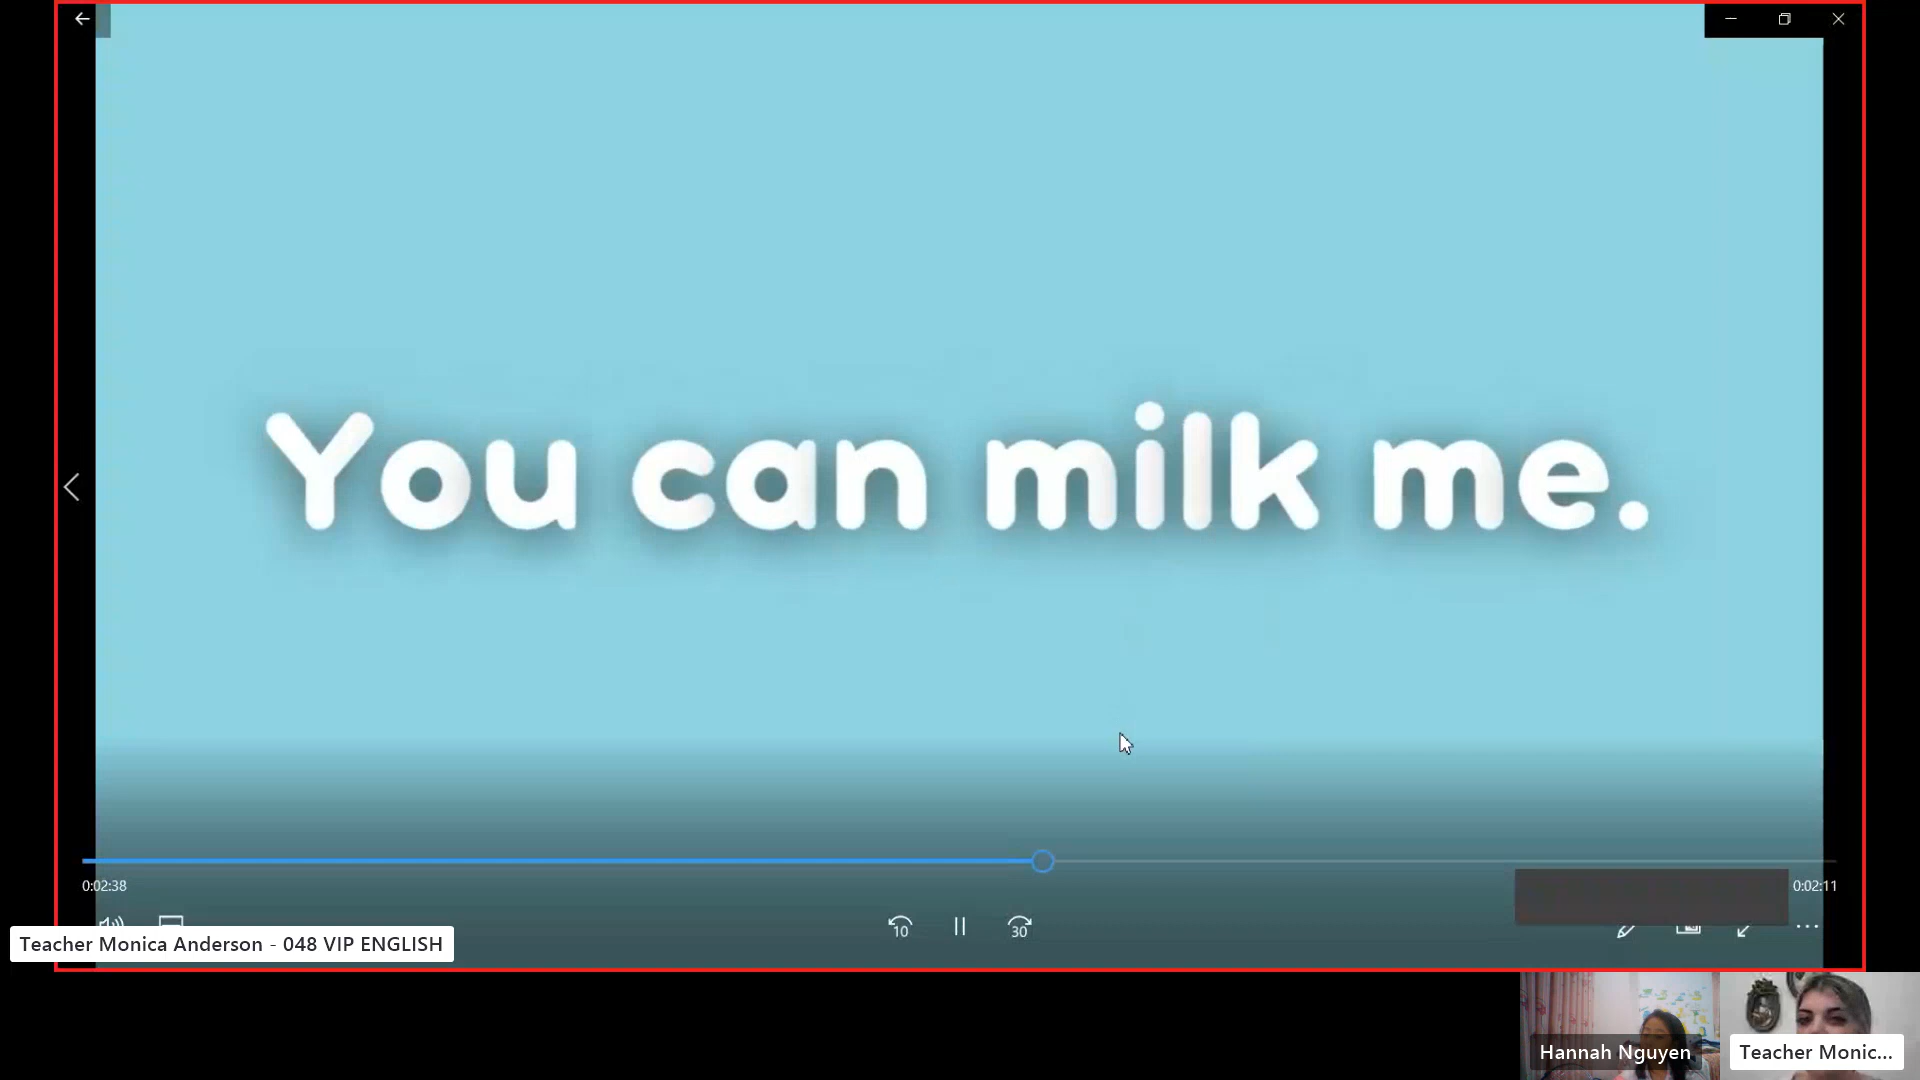 You can milk me.
0:02:38
0:02:11
10
30
Teacher Monica Anderson - 048 VIP ENGLISH
Hannah Nguyen
Teacher Monic...